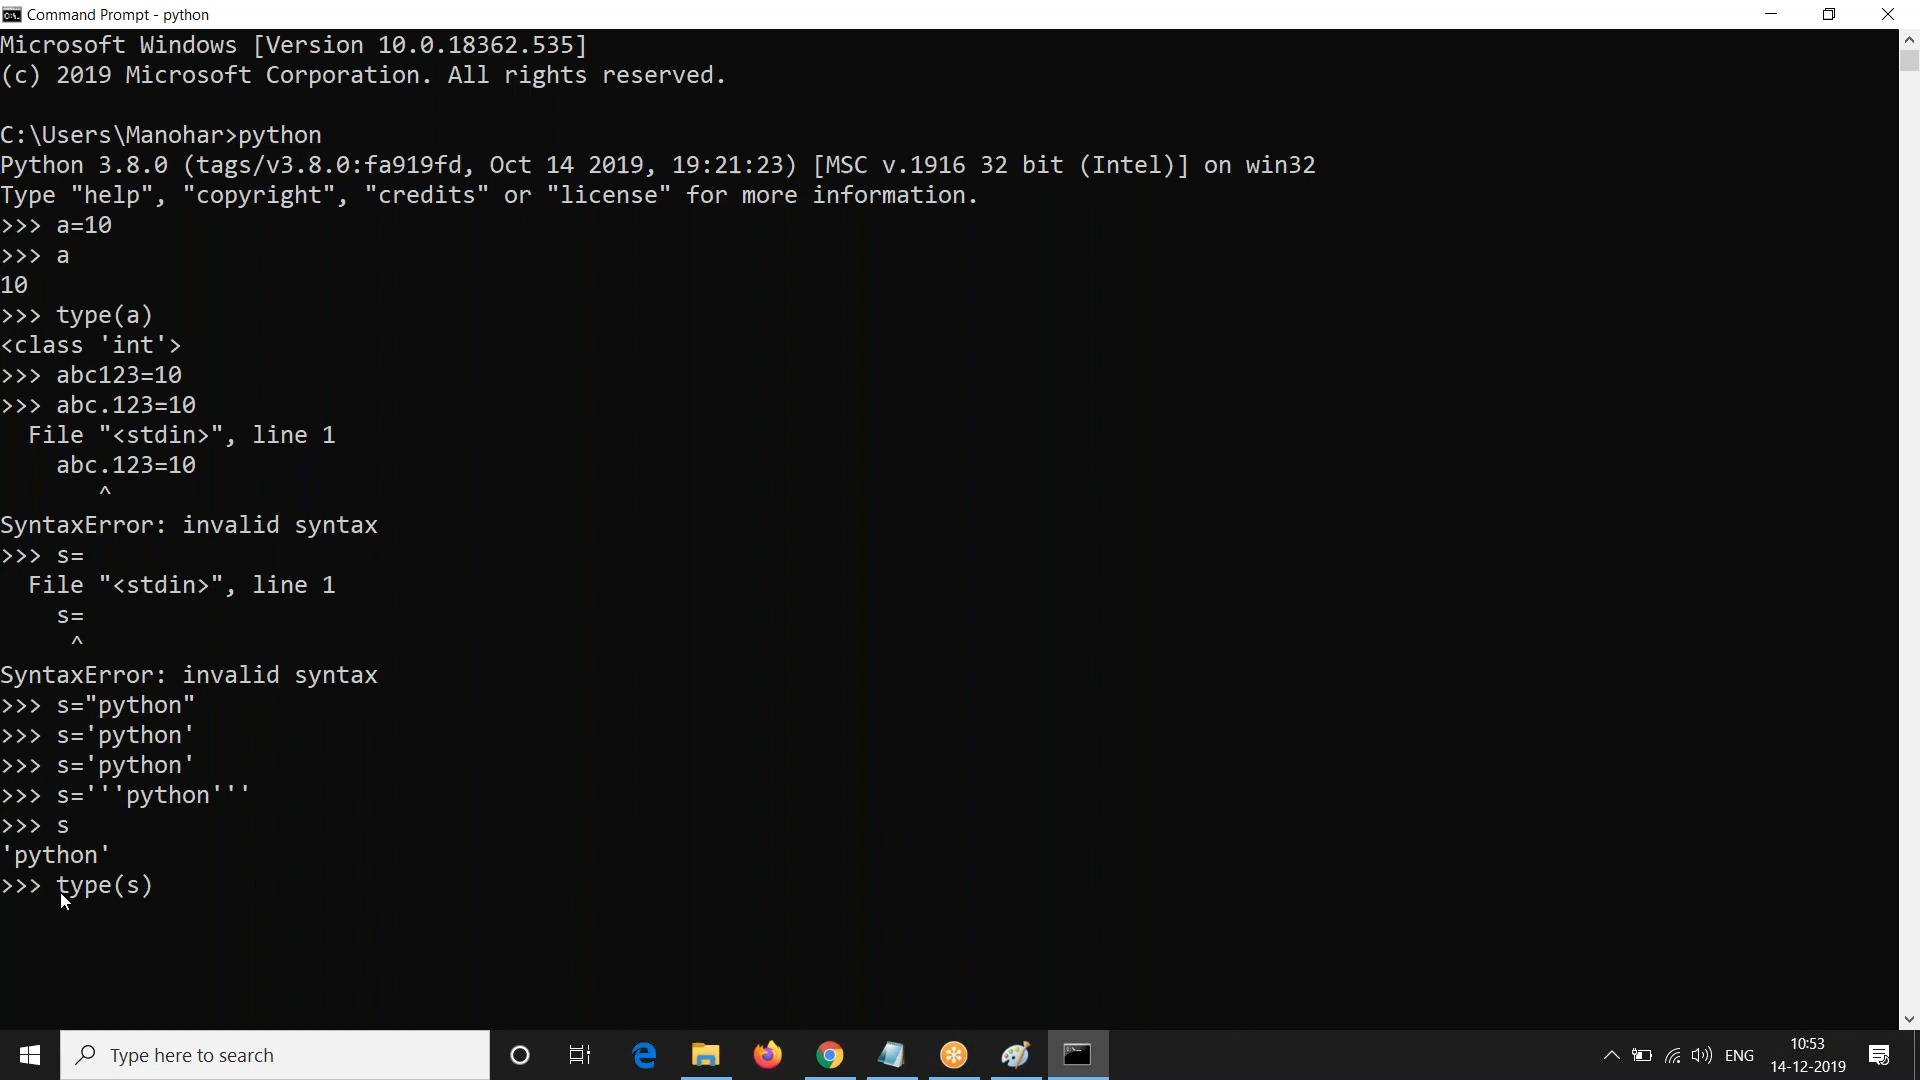 Command Prompt - python
Microsoft Windows [Version 10.0.18362.535]
(c) 2019 Microsoft Corporation. All rights reserved.
C:\Users\Manohar>python
Python 3.8.0 (tags/v3.8.0:fa919fd, Oct 14 2019, 19:21:23) [MSC v.1916 32 bit (Intel)] on win32
Type "help", "copyright", "credits" or "license" for more information.
>>> a=10
>>> a
10
>>> type(a)
<class 'int'>
>>> abc123=10
>>> abc.123=10
  File "<stdin>", line 1
    abc.123=10
       ^
SyntaxError: invalid syntax
>>> s=
  File "<stdin>", line 1
    s=
     ^
SyntaxError: invalid syntax
>>> s="python"
>>> s='python'
>>> s='python'
>>> s='''python'''
>>> s
'python'
>>> type(s)
Type here to search
ENG
10:53
14-12-2019